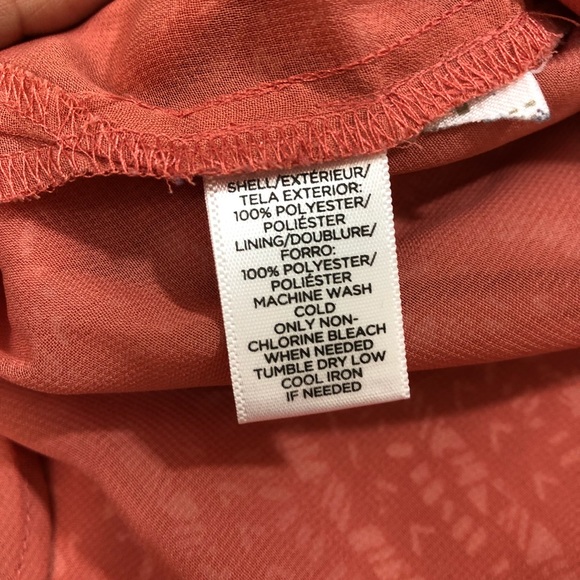 SHELL/EXTÉRIEUR/
TELA EXTERIOR:
100% POLYESTER/
POLIÉSTER
LINING/DOUBLURE/
FORRO:
100% POLYESTER/
POLIÉSTER
MACHINE WASH
COLD
ONLY NON-
CHLORINE BLEACH
WHEN NEEDED
TUMBLE DRY LOW
COOL IRON
IF NEEDED